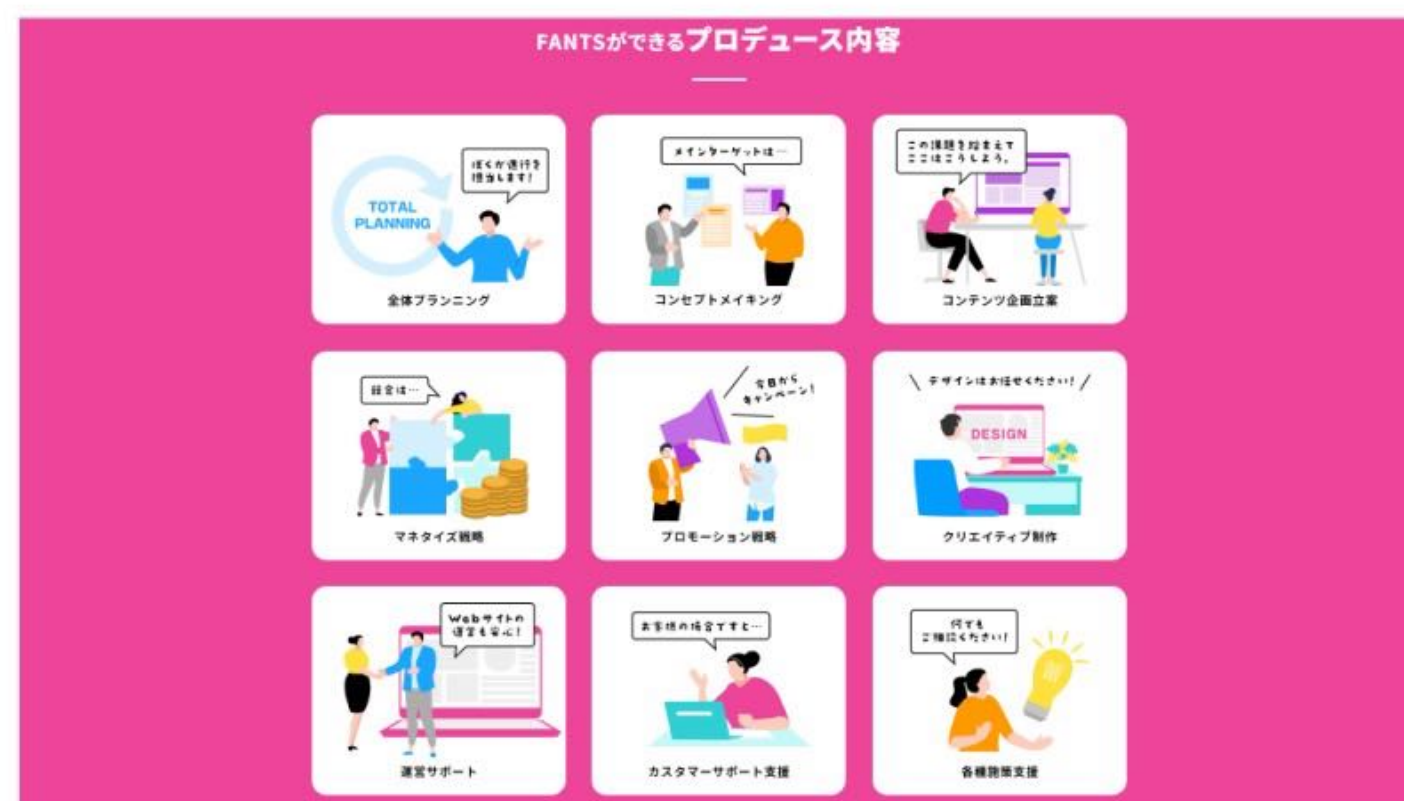 FANTSができるプロデュース内容
ぼくが進行を
担当します!
TOTAL
PLANNING
全体プランニング
メインターゲットは…
コンセプトメイキング
この課題を踏まえて
ここはこうしよう。
コンテンツ企画立案
マネタイズ戦略
今日から
キャンペーン!
プロモーション戦略
デザインはお任せください!
DESIGN
クリエイティブ制作
Webサイトの
運営も安心!
運営サポート
お客様の場合ですと…
カスタマーサポート支援
何でも
ご相談ください!
各種施策支援